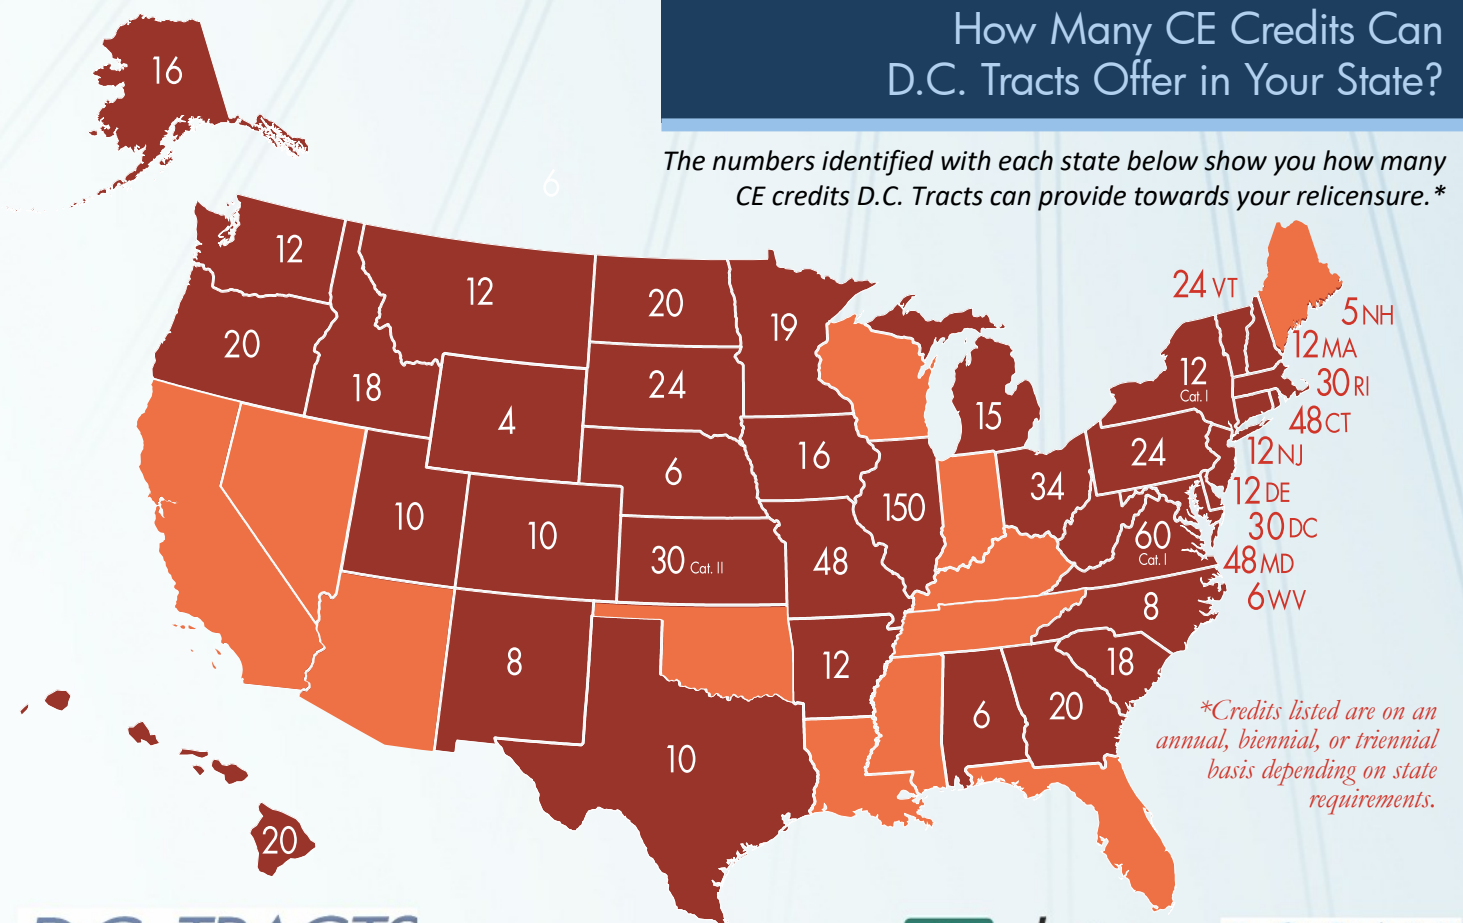 How Many CE Credits Can
D.C. Tracts Offer in Your State?
The numbers identified with each state below show you how many
CE credits D.C. Tracts can provide towards your relicensure.*
16
6
12
12
20
19
20
18
24
4
6
16
15
10
10
30 Cat. II
48
150
34
24
12
Cat. I
60
Cat. I
8
18
20
6
12
8
10
20
24 VT
5 NH
12 MA
30 RI
48 CT
12 NJ
12 DE
30 DC
48 MD
6 WV
*Credits listed are on an
annual, biennial, or triennial
basis depending on state
requirements.
D.C. TRACTS